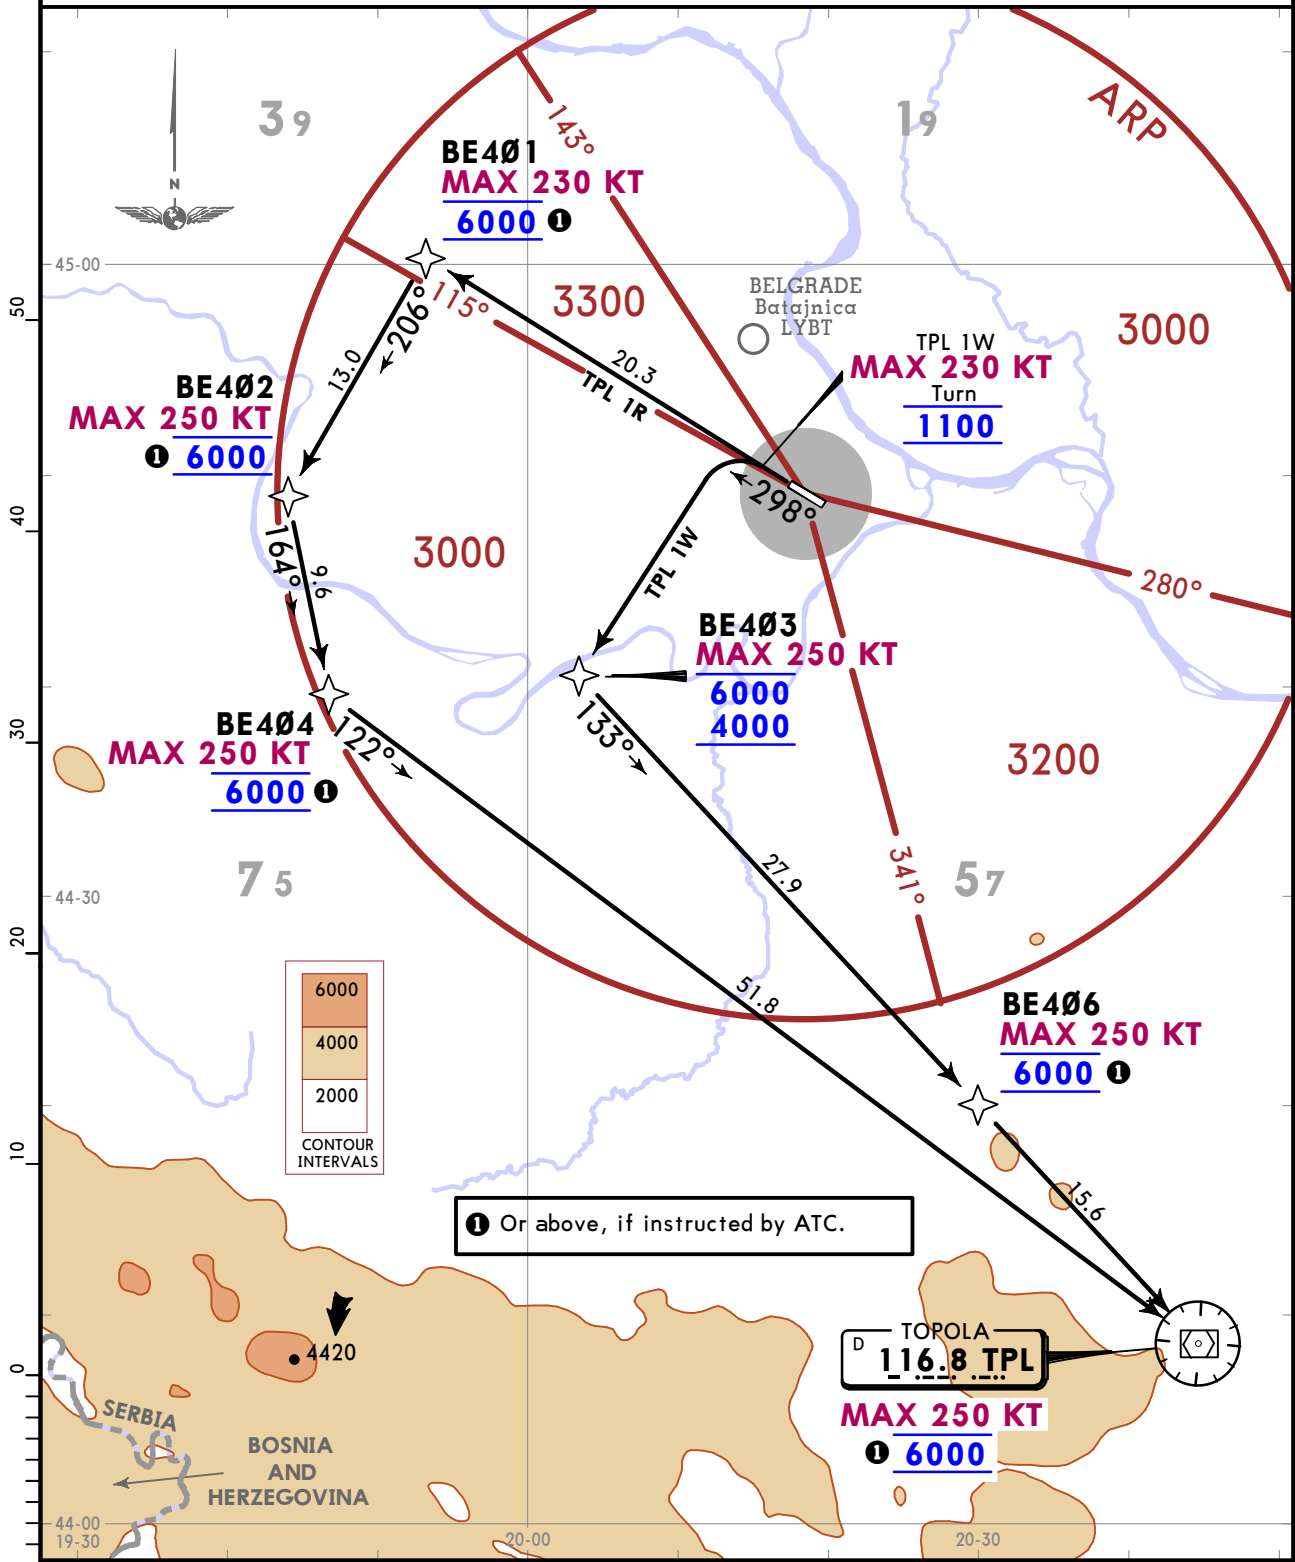 ARP
39
19
N
143°
BE4Ø1
MAX 230 KT
6000 ❶
45-00
115°
3300
BELGRADE
Batajnica
LYBT
3000
50
206°
13.0
20.3
TPL 1R
TPL 1W
MAX 230 KT
Turn
1100
BE4Ø2
MAX 250 KT
❶ 6000
298°
40
164°
9.6
3000
TPL 1W
280°
BE4Ø3
MAX 250 KT
6000
4000
133°
30
BE4Ø4
MAX 250 KT
6000 ❶
122°
3200
341°
75
57
44-30
27.9
20
51.8
6000
4000
2000
CONTOUR
INTERVALS
BE4Ø6
MAX 250 KT
6000 ❶
10
15.6
❶ Or above, if instructed by ATC.
4420
0
TOPOLA
D
116.8 TPL
MAX 250 KT
❶ 6000
SERBIA
BOSNIA
AND
HERZEGOVINA
44-00
19-30
20-00
20-30